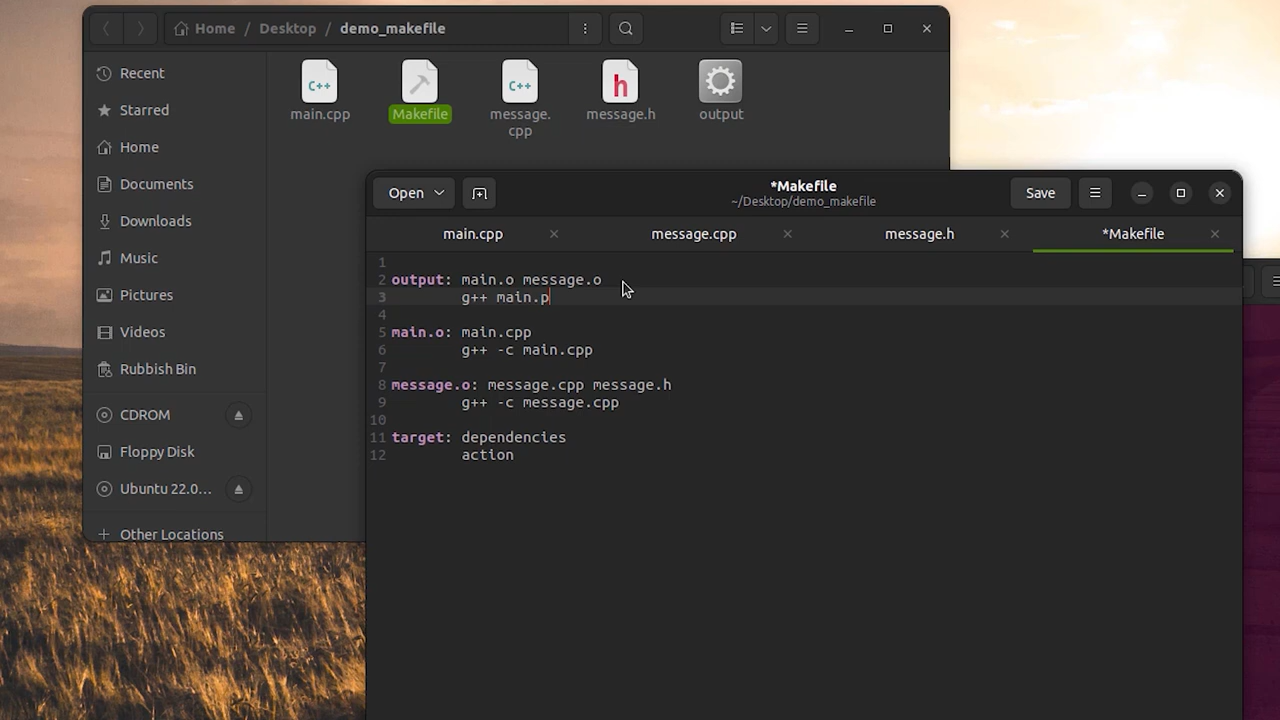 Home / Desktop / demo_makefile
Recent
Starred
Home
Documents
Downloads
Music
Pictures
Videos
Rubbish Bin
CDROM
Floppy Disk
Ubuntu 22.0...
Other Locations
C++
C++
h
main.cpp
Makefile
message.
cpp
message.h
output
Open
*Makefile
~/Desktop/demo_makefile
Save
main.cpp
message.cpp
message.h
*Makefile
1
2 output: main.o message.o
3 g++ main.p
4
5 main.o: main.cpp
6 g++ -c main.cpp
7
8 message.o: message.cpp message.h
9 g++ -c message.cpp
10
11 target: dependencies
12 action